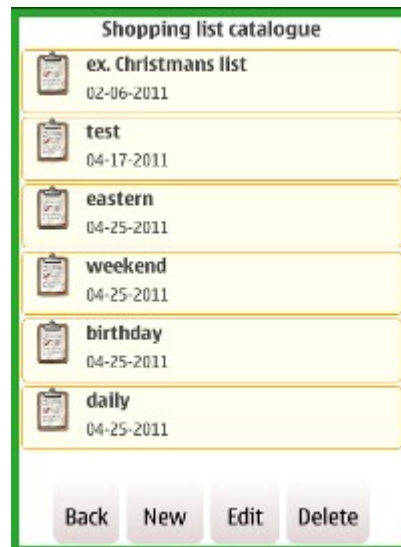 Shopping list catalogue
ex. Christmans list
02-06-2011
test
04-17-2011
eastern
04-25-2011
weekend
04-25-2011
birthday
04-25-2011
daily
04-25-2011
Back New Edit Delete